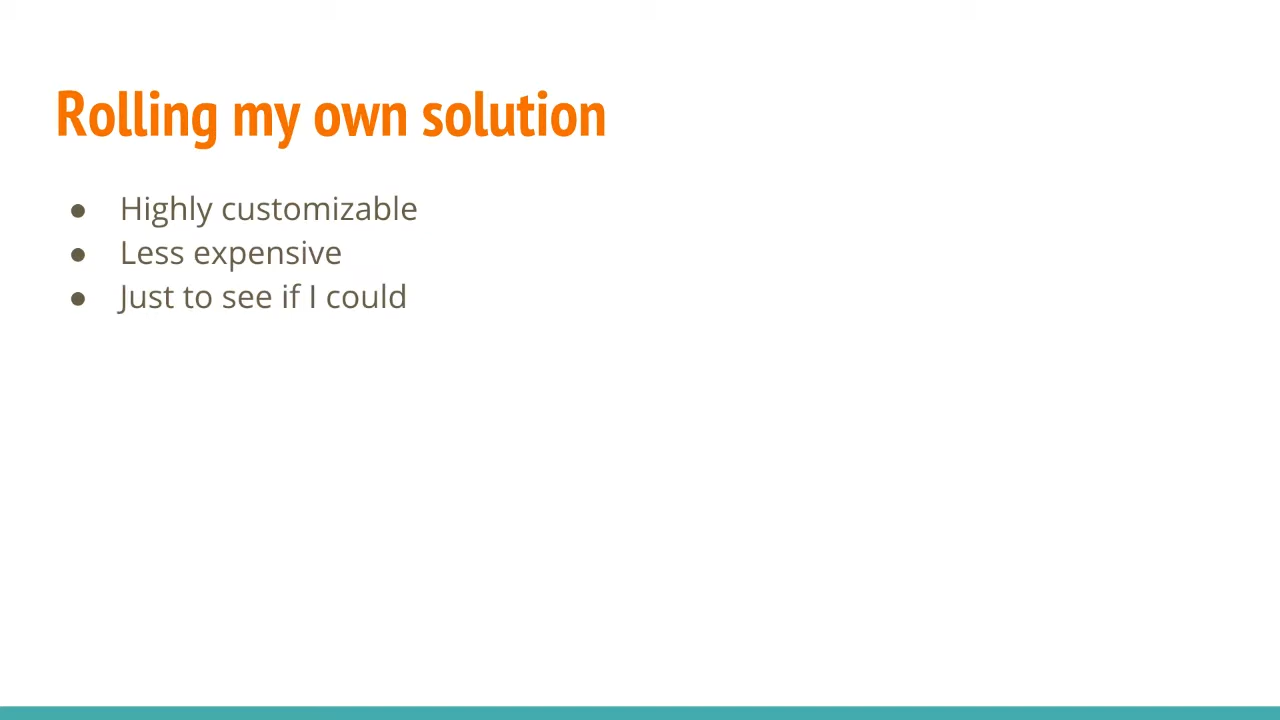 Rolling my own solution
● Highly customizable
● Less expensive
● Just to see if I could